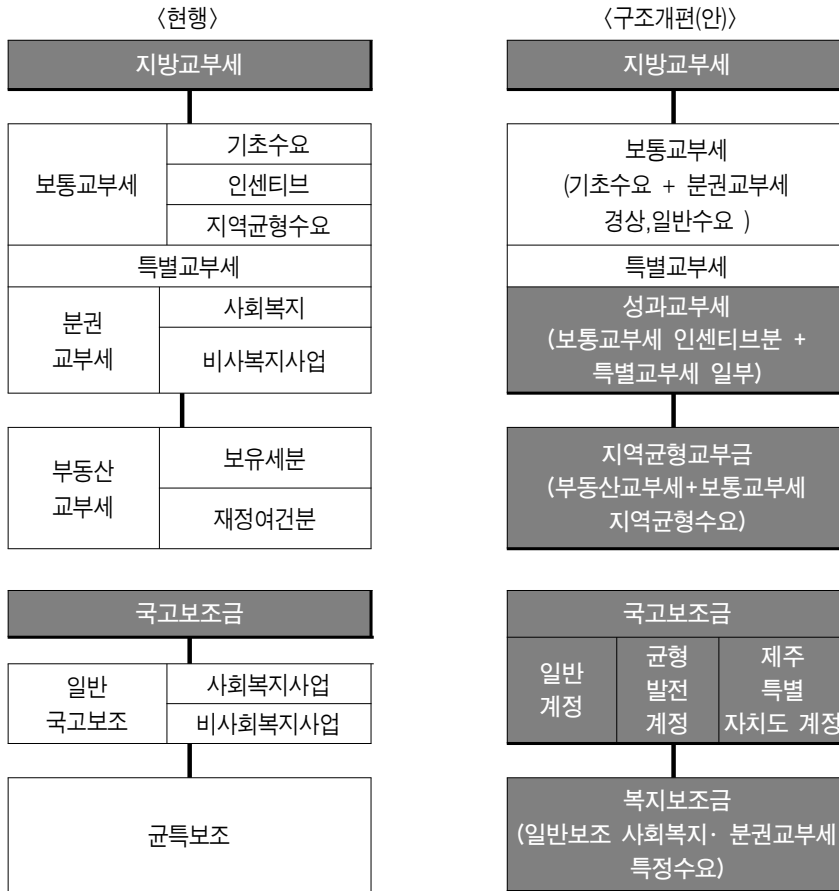 〈현행〉
지방교부세
보통교부세
기초수요
인센티브
지역균형수요
특별교부세
분권
교부세
사회복지
비사복지사업
부동산
교부세
보유세분
재정여건분
국고보조금
일반
국고보조
사회복지사업
비사회복지사업
균특보조
〈구조개편(안)〉
지방교부세
보통교부세
(기초수요 + 분권교부세
경상,일반수요 )
특별교부세
성과교부세
(보통교부세 인센티브분 +
특별교부세 일부)
지역균형교부금
(부동산교부세+보통교부세
지역균형수요)
국고보조금
일반
계정
균형
발전
계정
제주
특별
자치도 계정
복지보조금
(일반보조 사회복지· 분권교부세
특정수요)